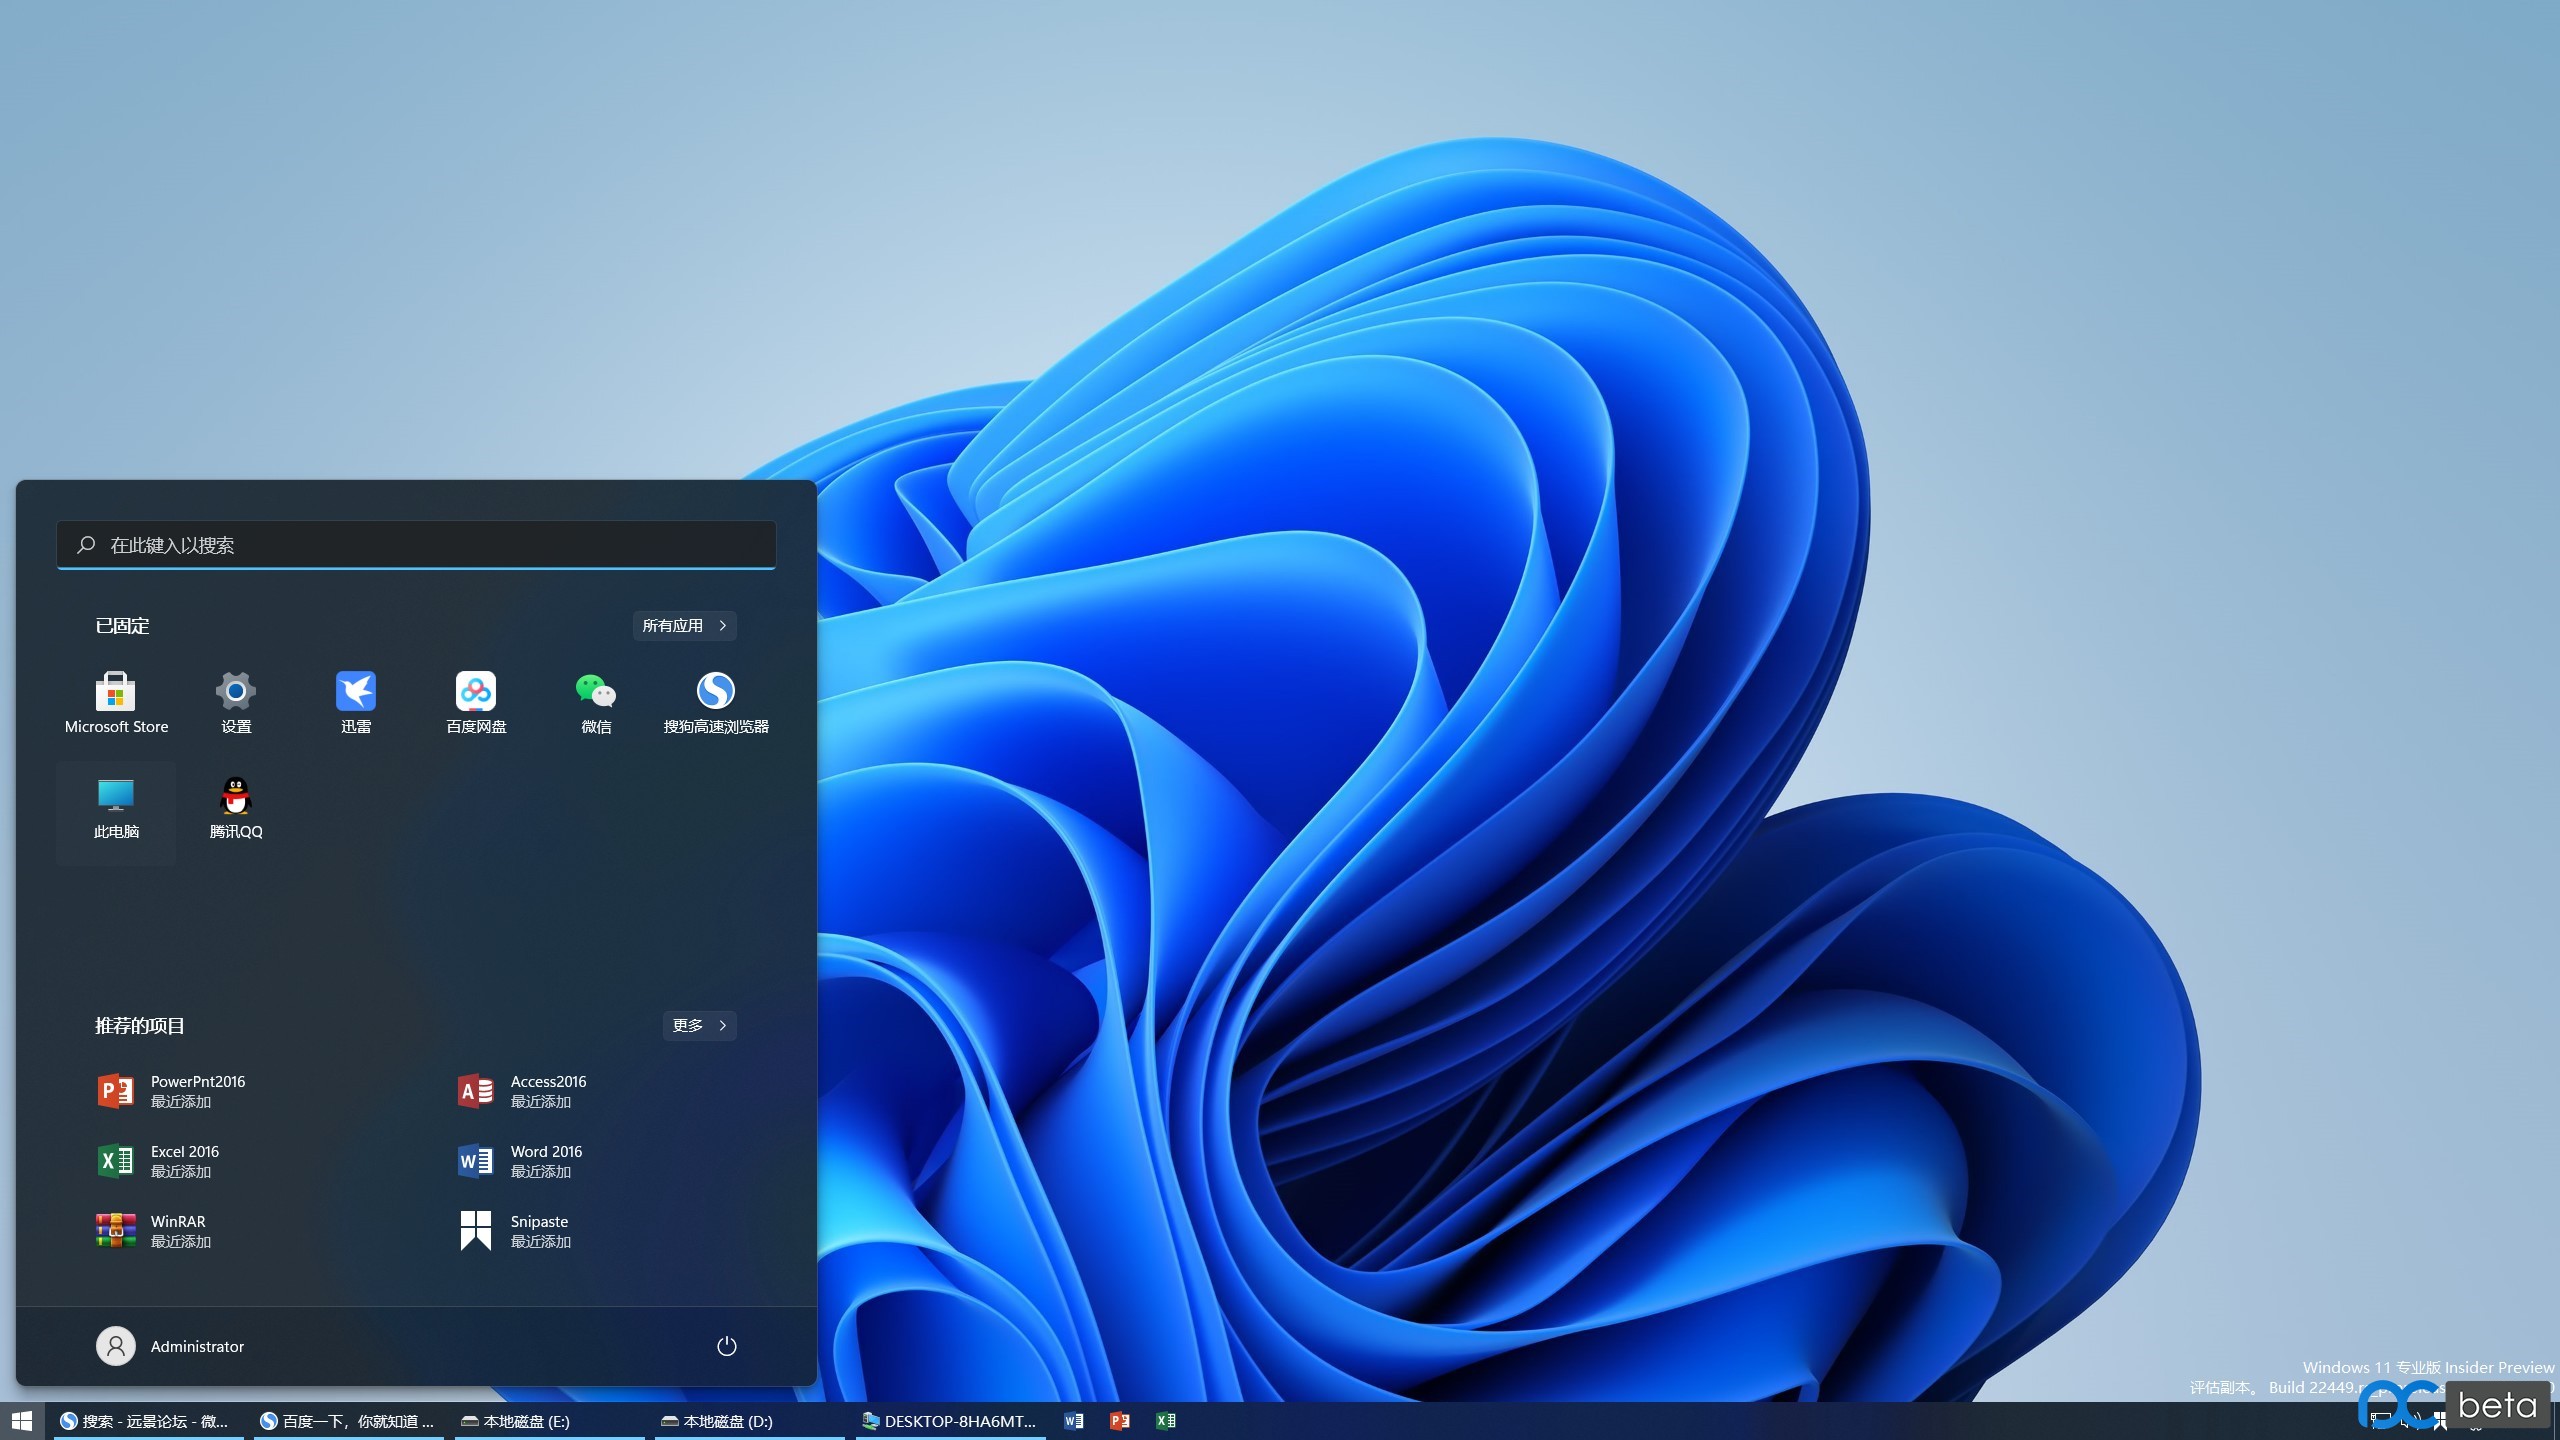 在此键入以搜索
已固定
所有应用
Microsoft Store
设置
迅雷
百度网盘
微信
搜狗高速浏览器
此电脑
腾讯QQ
推荐的项目
更多
PowerPnt2016
最近添加
Access2016
最近添加
Excel 2016
最近添加
Word 2016
最近添加
WinRAR
最近添加
Snipaste
最近添加
Administrator
Windows 11 专业版 Insider Preview
评估副本。 Build 22449.
搜索 - 远景论坛 - 微...
百度一下，你就知道 ...
本地磁盘 (E:)
本地磁盘 (D:)
DESKTOP-8HA6MT...
pc beta